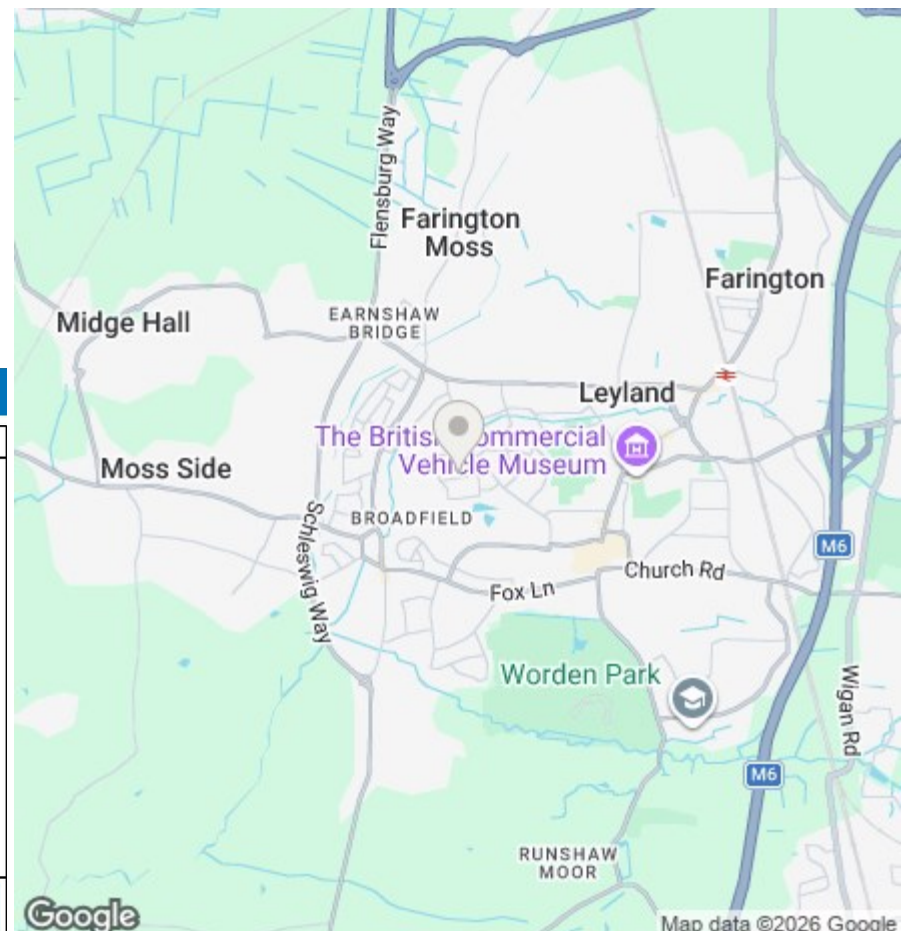 Flensburg Way
Farington
Moss
Farington
Midge Hall
EARNSHAW
BRIDGE
Leyland
The British Commercial
Vehicle Museum
Moss Side
BROADFIELD
Schleswig Way
M6
Church Rd
Fox Ln
Worden Park
Wigan Rd
M6
RUNSHAW
MOOR
Google
Map data ©2026 Google